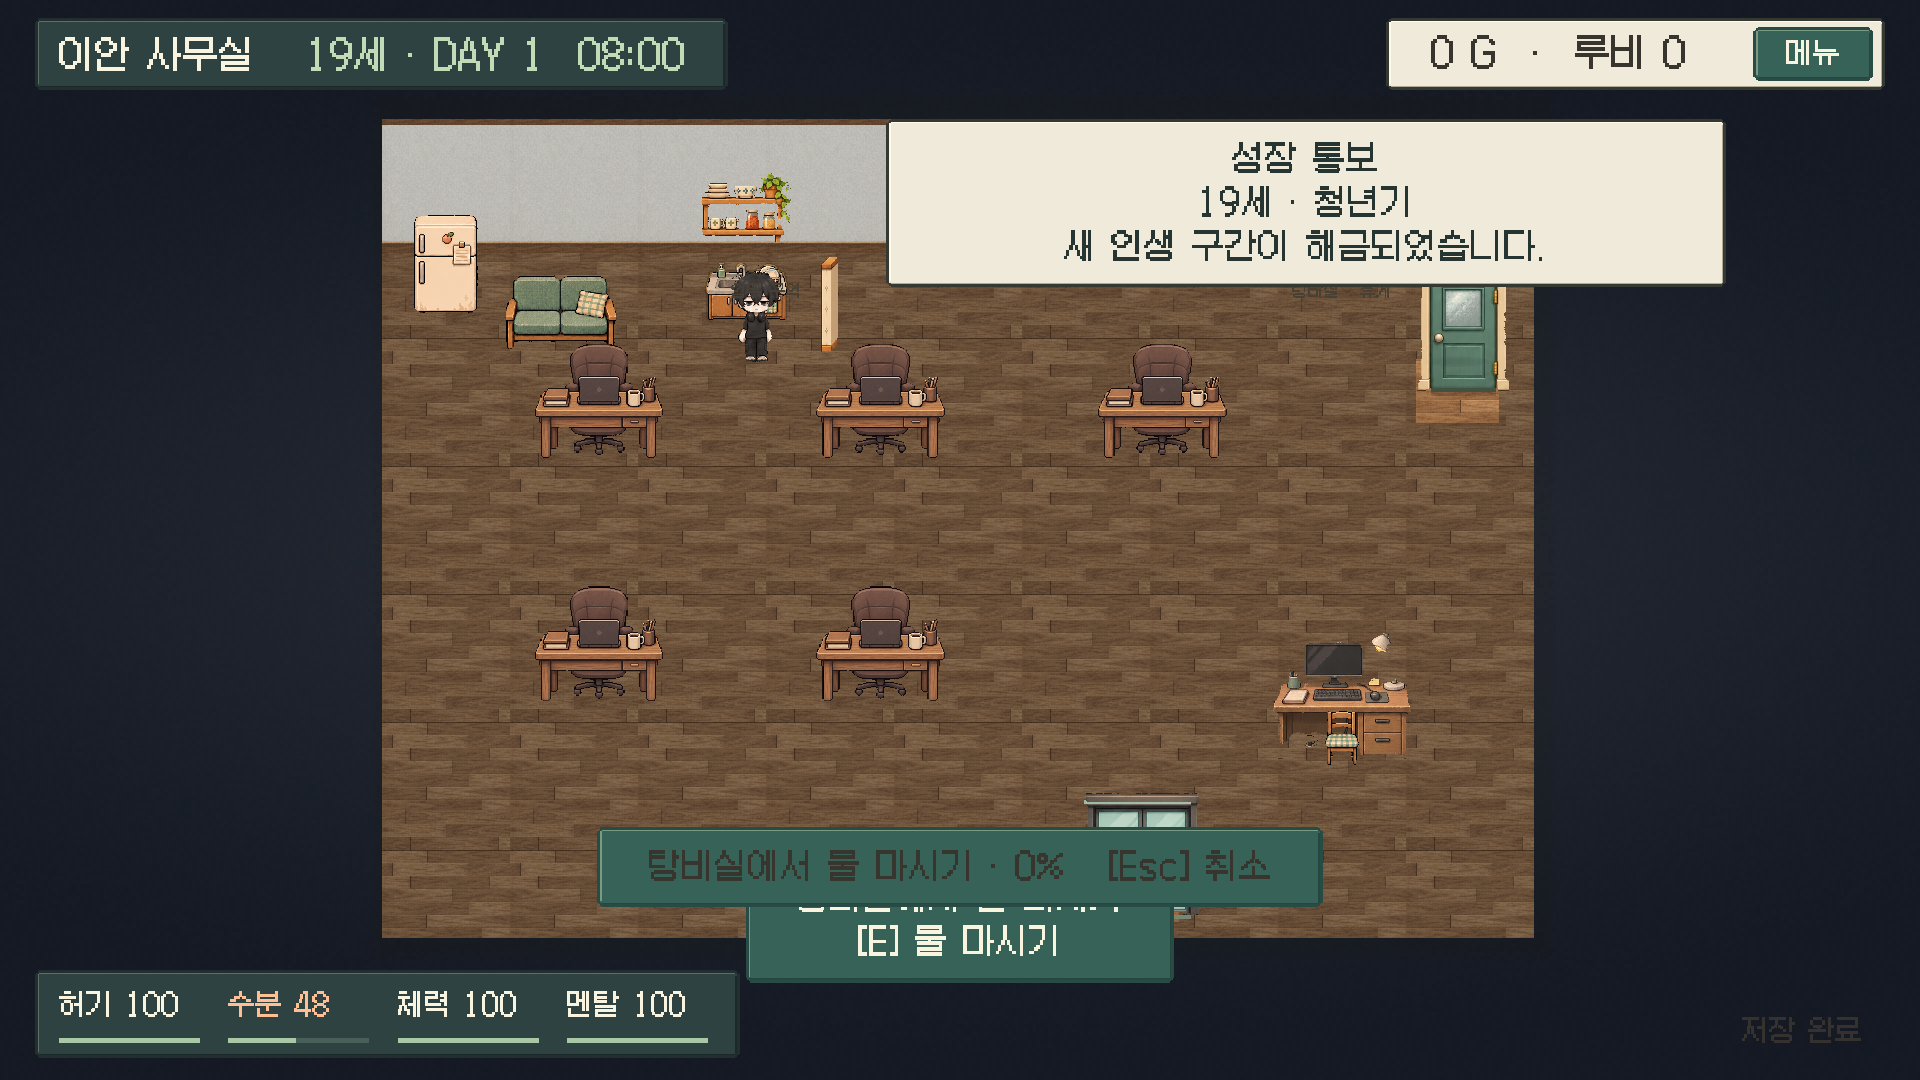 이안 사무실 19세 · DAY 1 08:00
0 G · 루비 0
메뉴
성장 통보
19세 · 청년기
새 인생 구간이 해금되었습니다.
탕비실에서 물 마시기 · 0% [Esc] 취소
[E] 물 마시기
허기 100 수분 48 체력 100 멘탈 100
저장 완료